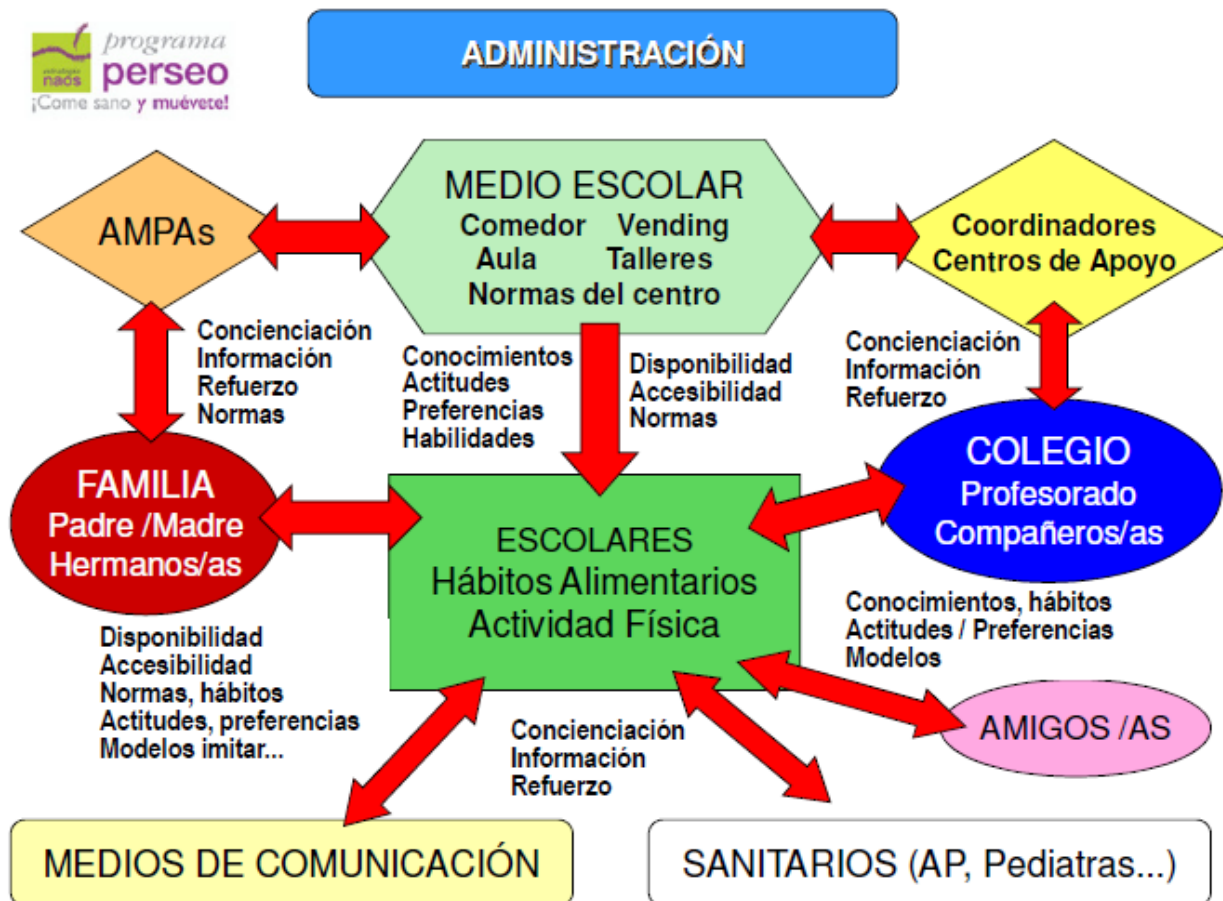 programa
estrategia
naos
perseo
¡Come sano y muévete!
ADMINISTRACIÓN
AMPAs
MEDIO ESCOLAR
Comedor Vending
Aula Talleres
Normas del centro
Coordinadores
Centros de Apoyo
Concienciación
Información
Refuerzo
Normas
Conocimientos
Actitudes
Preferencias
Habilidades
Disponibilidad
Accesibilidad
Normas
Concienciación
Información
Refuerzo
FAMILIA
Padre /Madre
Hermanos/as
ESCOLARES
Hábitos Alimentarios
Actividad Física
COLEGIO
Profesorado
Compañeros/as
Disponibilidad
Accesibilidad
Normas, hábitos
Actitudes, preferencias
Modelos imitar...
Conocimientos, hábitos
Actitudes / Preferencias
Modelos
Concienciación
Información
Refuerzo
AMIGOS /AS
MEDIOS DE COMUNICACIÓN
SANITARIOS (AP, Pediatras...)